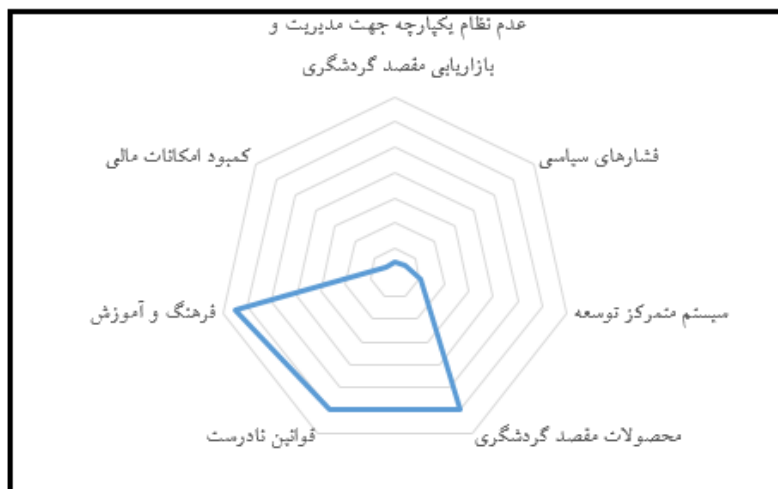 عدم نظام یکپارچه جهت مدیریت و
بازاریابی مقصد گردشگری
فشارهای سیاسی
کمبود امکانات مالی
سیستم متمرکز توسعه
فرهنگ و آموزش
محصولات مقصد گردشگری
قوانین نادرست